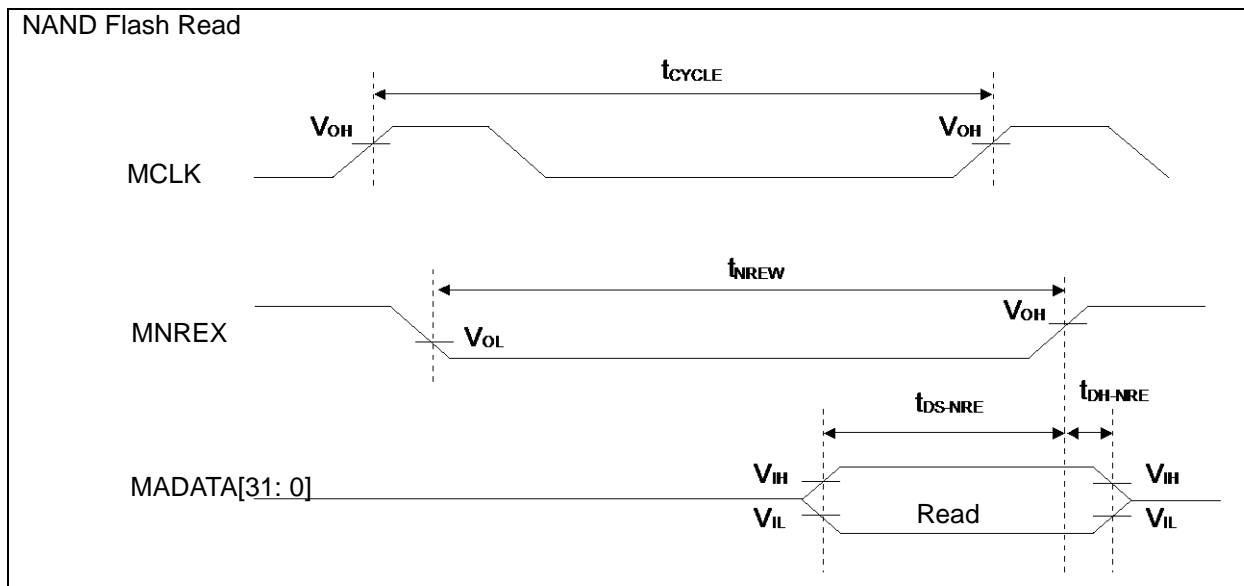 NAND Flash Read
tCYCLE
VOH
VOH
MCLK
tNREW
VOH
MNREX
VOL
tDS-NRE
tDH-NRE
VIH
VIH
MADATA[31: 0]
VIL
Read
VIL